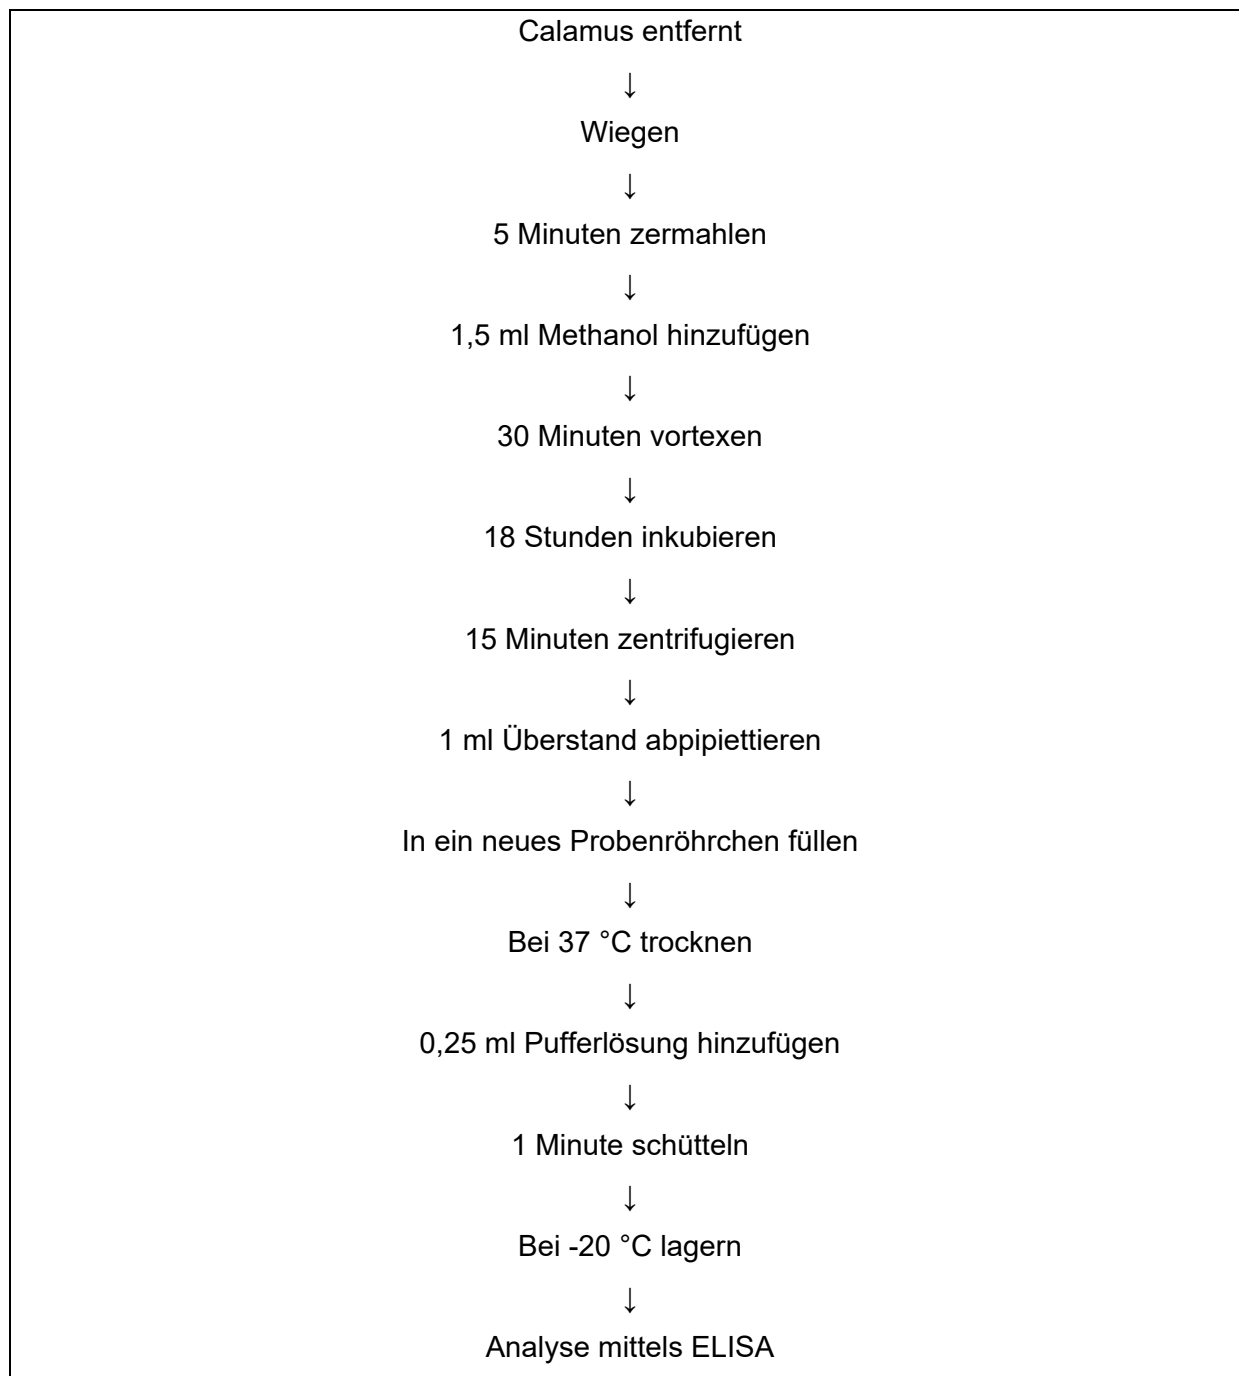 Calamus entfernt
↓
Wiegen
↓
5 Minuten zermahlen
↓
1,5 ml Methanol hinzufügen
↓
30 Minuten vortexen
↓
18 Stunden inkubieren
↓
15 Minuten zentrifugieren
↓
1 ml Überstand abpipiettieren
↓
In ein neues Probenröhrchen füllen
↓
Bei 37 °C trocknen
↓
0,25 ml Pufferlösung hinzufügen
↓
1 Minute schütteln
↓
Bei -20 °C lagern
↓
Analyse mittels ELISA